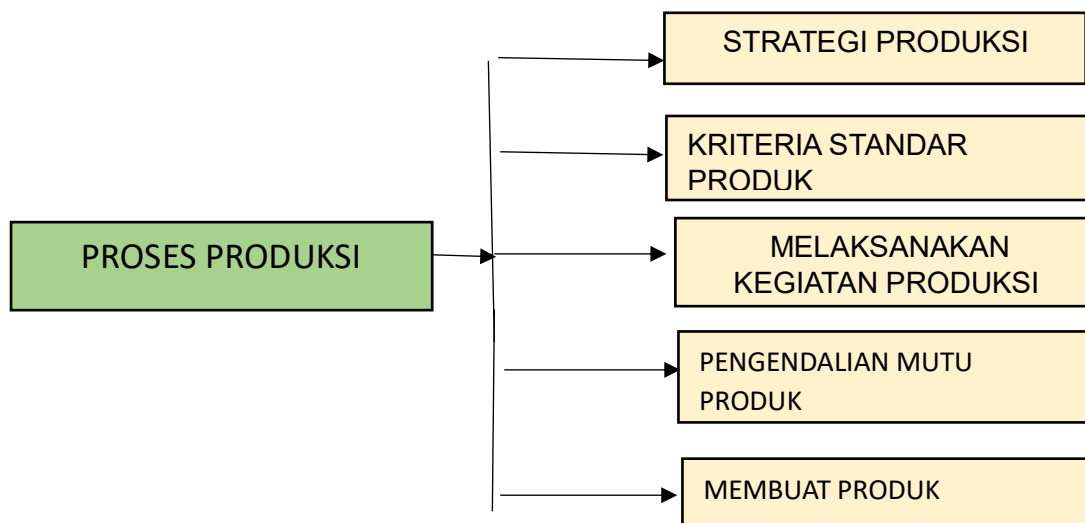 STRATEGI PRODUKSI
KRITERIA STANDAR
PRODUK
PROSES PRODUKSI
MELAKSANAKAN
KEGIATAN PRODUKSI
PENGENDALIAN MUTU
PRODUK
MEMBUAT PRODUK